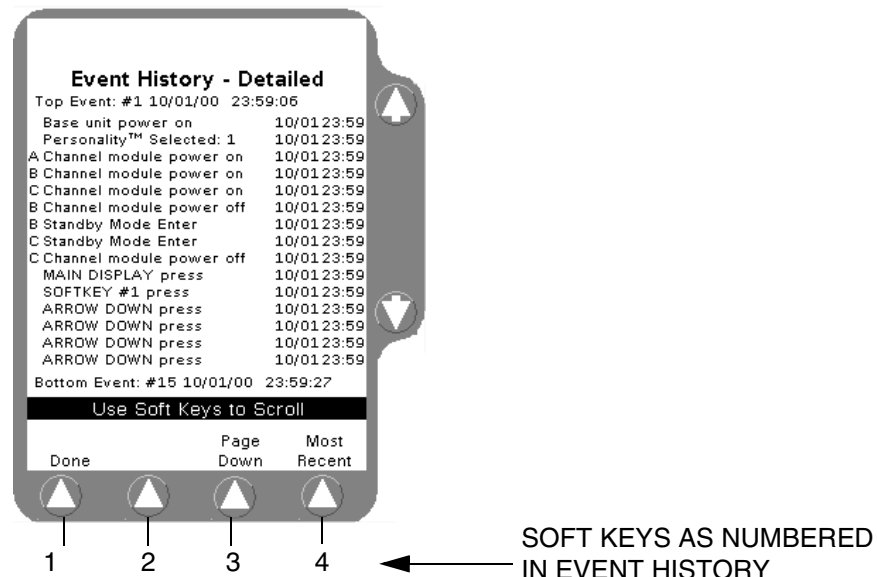 Event History - Detailed
Top Event: #1 10/01/00 23:59:06
Base unit power on 10/01 23:59
Personality™ Selected: 1 10/01 23:59
A Channel module power on 10/01 23:59
B Channel module power on 10/01 23:59
C Channel module power on 10/01 23:59
B Channel module power off 10/01 23:59
B Standby Mode Enter 10/01 23:59
C Standby Mode Enter 10/01 23:59
C Channel module power off 10/01 23:59
MAIN DISPLAY press 10/01 23:59
SOFTKEY #1 press 10/01 23:59
ARROW DOWN press 10/01 23:59
ARROW DOWN press 10/01 23:59
ARROW DOWN press 10/01 23:59
ARROW DOWN press 10/01 23:59
Bottom Event: #15 10/01/00 23:59:27
Use Soft Keys to Scroll
Page Most
Done Down Recent
1 2 3 4
SOFT KEYS AS NUMBERED
IN EVENT HISTORY